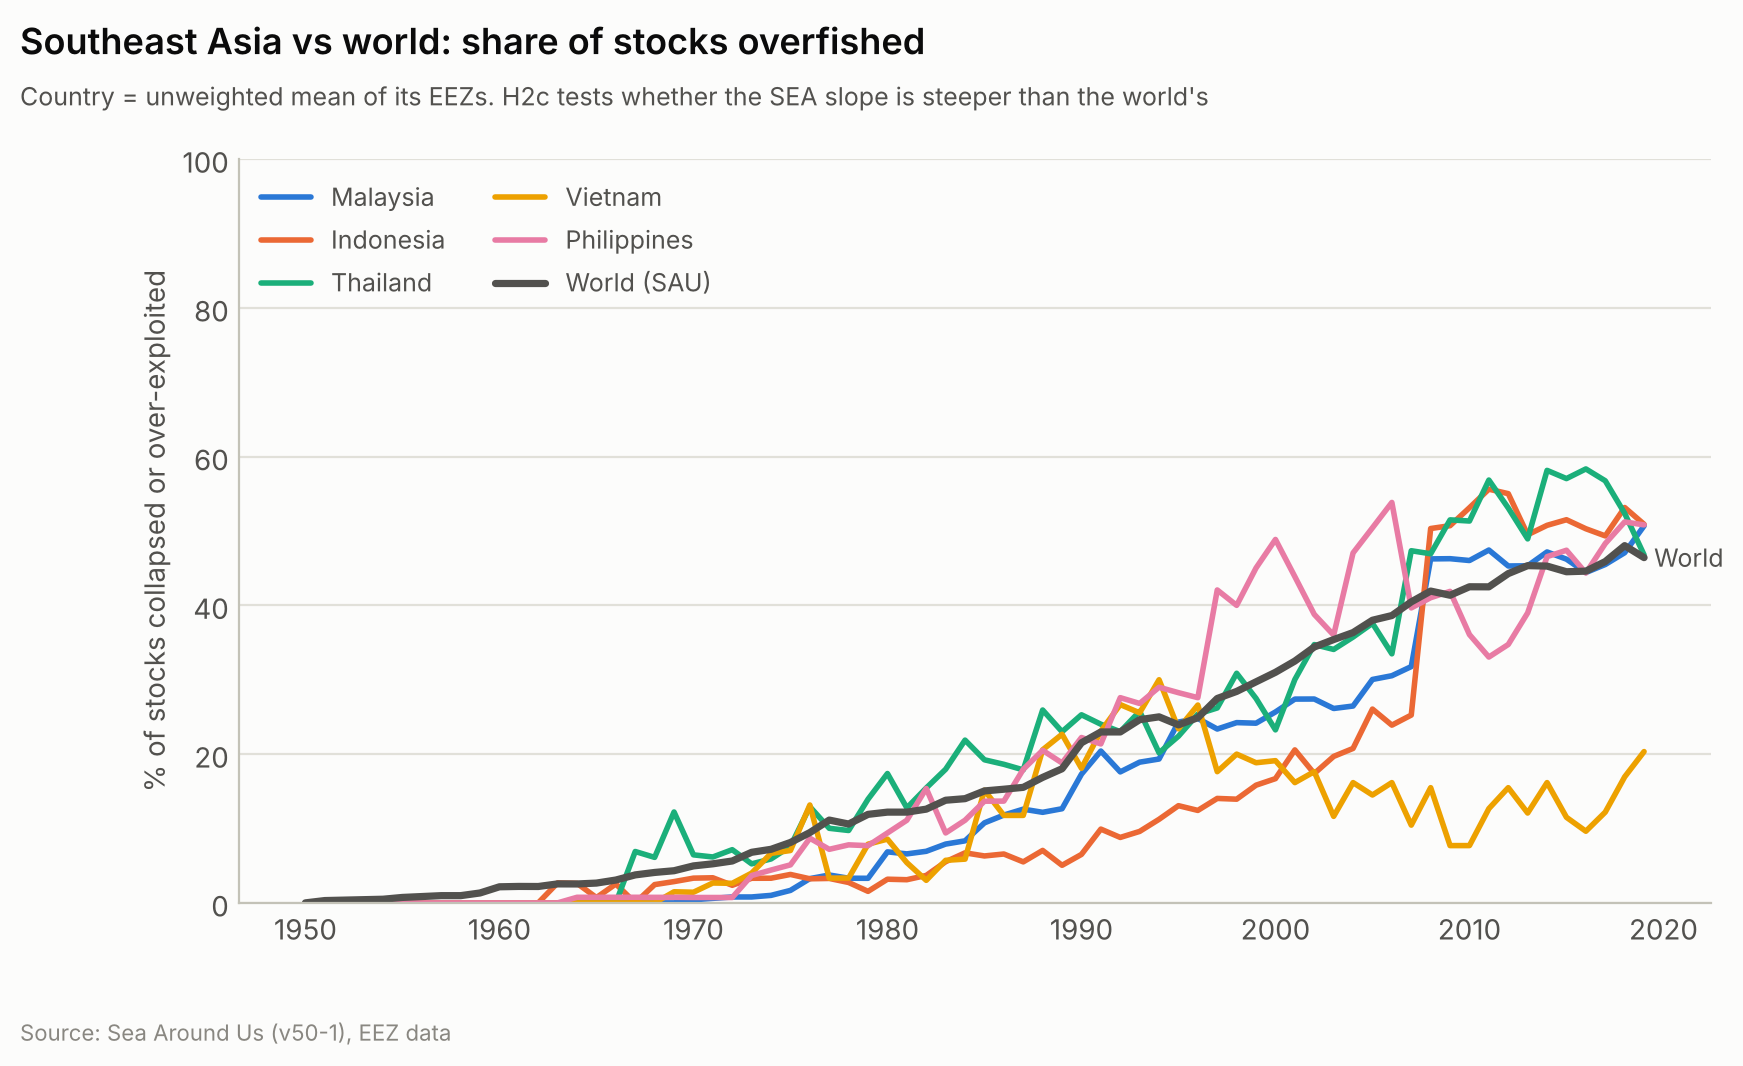 Southeast Asia vs world: share of stocks overfished
Country = unweighted mean of its EEZs. H2c tests whether the SEA slope is steeper than the world's
% of stocks collapsed or over-exploited
100
80
60
40
20
0
Malaysia
Indonesia
Thailand
Vietnam
Philippines
World (SAU)
World
1950 1960 1970 1980 1990 2000 2010 2020
Source: Sea Around Us (v50-1), EEZ data